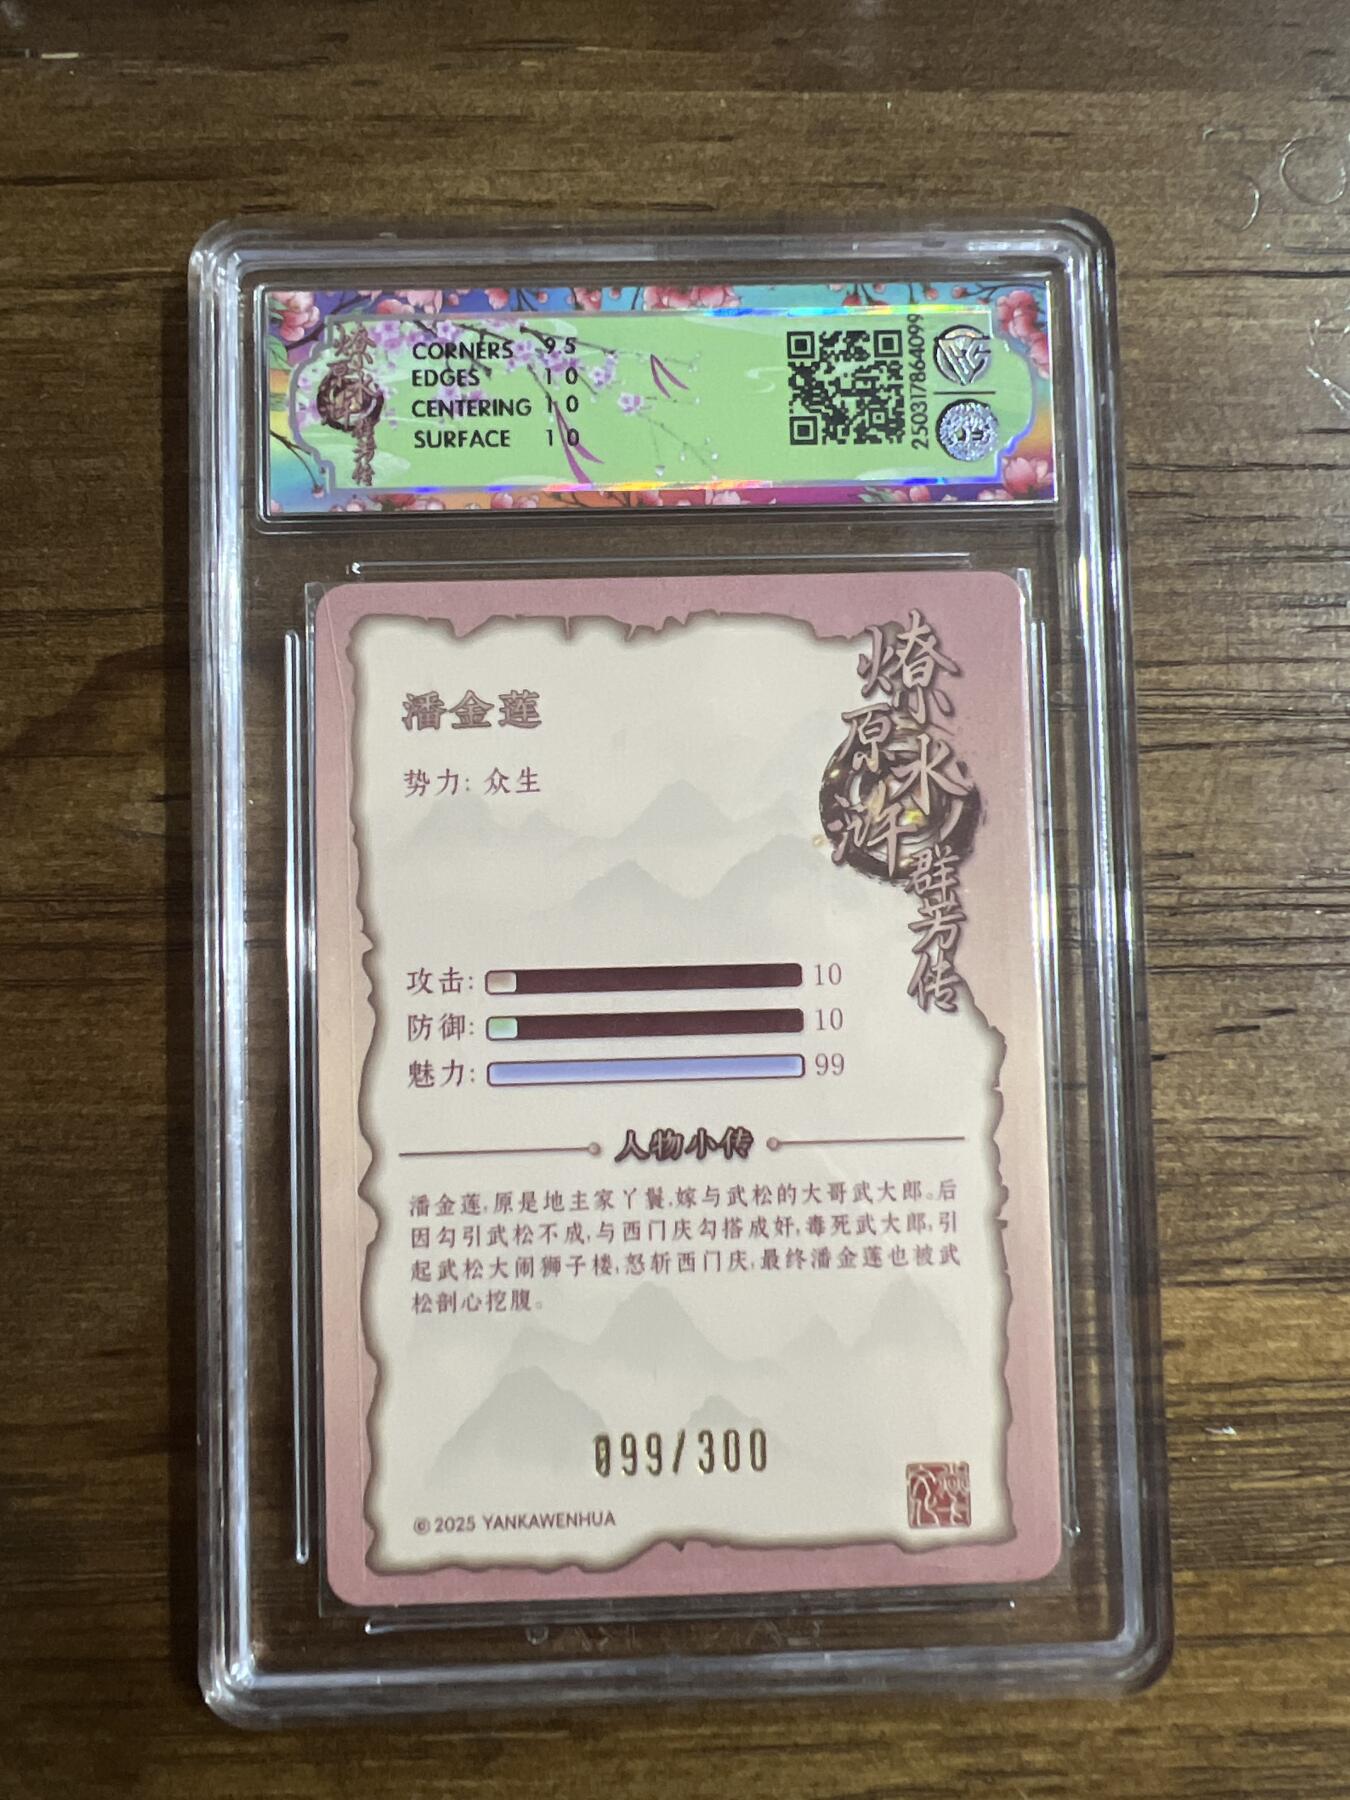 CORNERS 9.5
EDGES 10
CENTERING 10
SURFACE 10
250317864099
燎原水浒
群芳传
潘金莲
势力: 众生
攻击: 10
防御: 10
魅力: 99
人物小传
潘金莲,原是地主家丫鬟,嫁与武松的大哥武大郎。后
因勾引武松不成,与西门庆勾搭成奸,毒死武大郎,引
起武松大闹狮子楼,怒斩西门庆,最终潘金莲也被武
松剖心挖腹。
099/300
© 2025 YANKAWENHUA